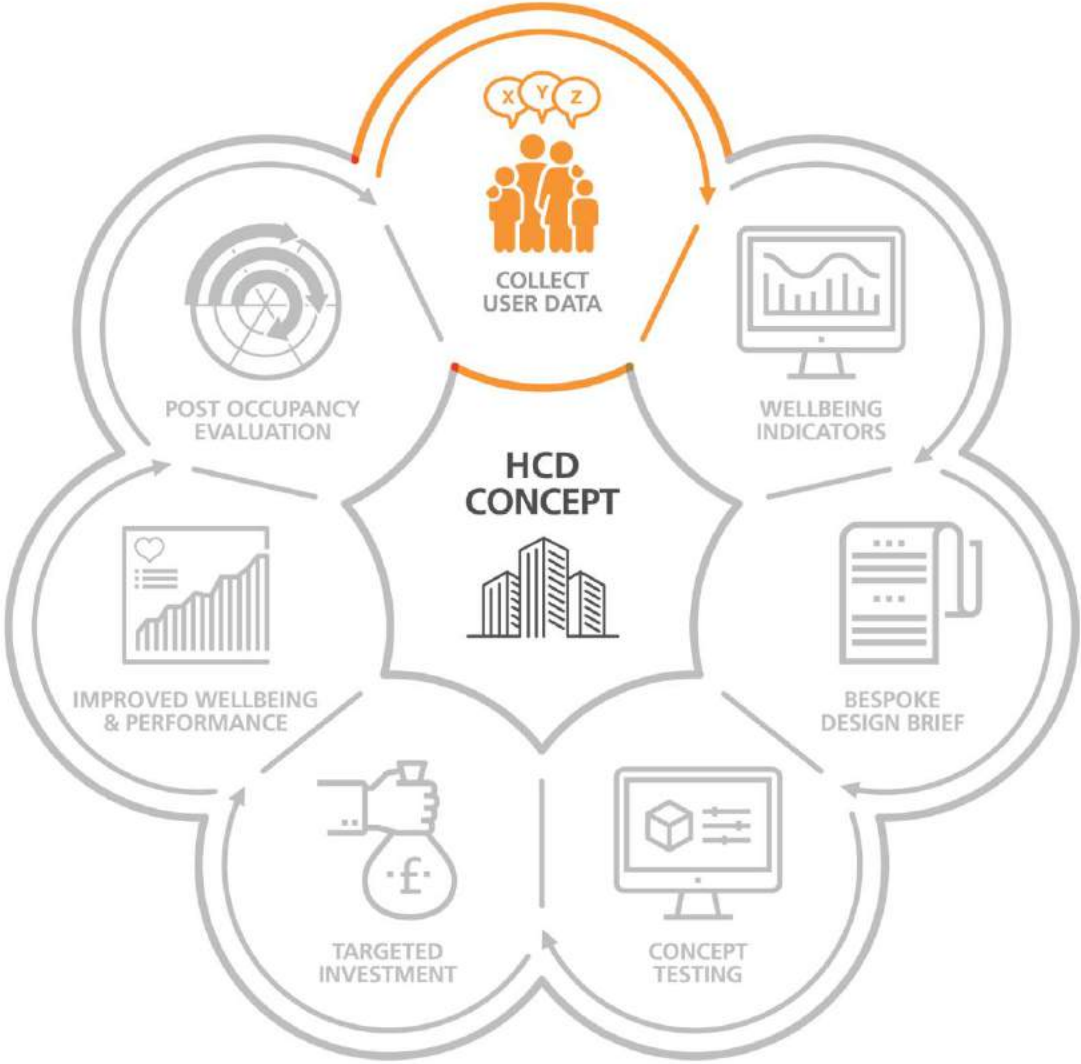 X Y Z
COLLECT
USER DATA
WELLBEING
INDICATORS
BESPOKE
DESIGN BRIEF
CONCEPT
TESTING
TARGETED
INVESTMENT
£
IMPROVED WELLBEING
& PERFORMANCE
POST OCCUPANCY
EVALUATION
HCD
CONCEPT